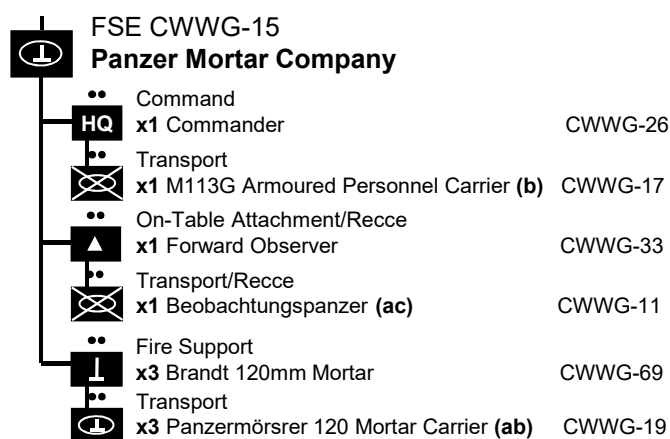 FSE CWWG-15
Panzer Mortar Company
Command
HQ x1 Commander CWWG-26
Transport
x1 M113G Armoured Personnel Carrier (b) CWWG-17
On-Table Attachment/Recce
x1 Forward Observer CWWG-33
Transport/Recce
x1 Beobachtungspanzer (ac) CWWG-11
Fire Support
x3 Brandt 120mm Mortar CWWG-69
Transport
x3 Panzermörsrer 120 Mortar Carrier (ab) CWWG-19